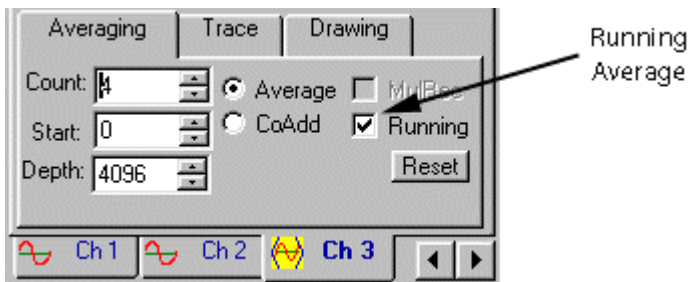 Averaging Trace Drawing
Count: 4 Average MulRec
Start: 0 CoAdd Running
Depth: 4096 Reset
Ch 1 Ch 2 Ch 3
Running
Average